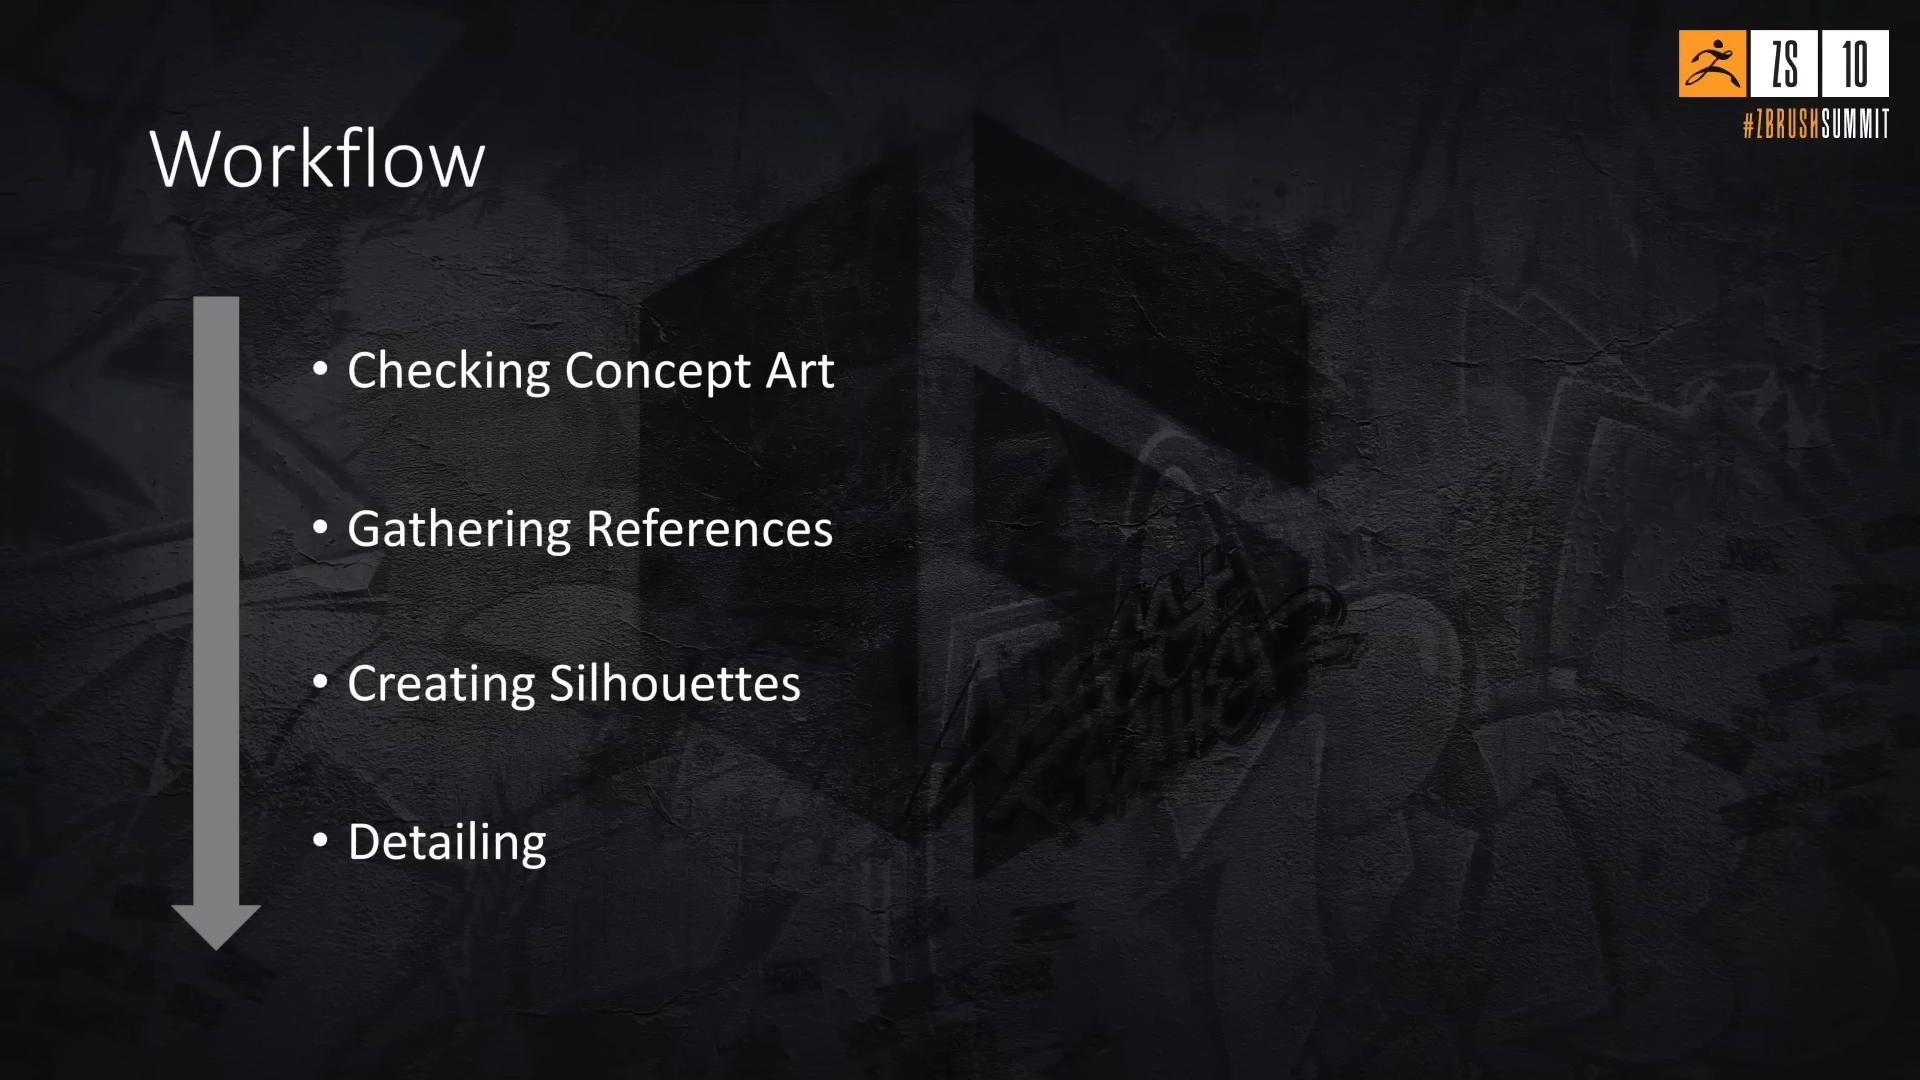 ZS 10
#ZBRUSHSUMMIT
Workflow
• Checking Concept Art
• Gathering References
• Creating Silhouettes
• Detailing